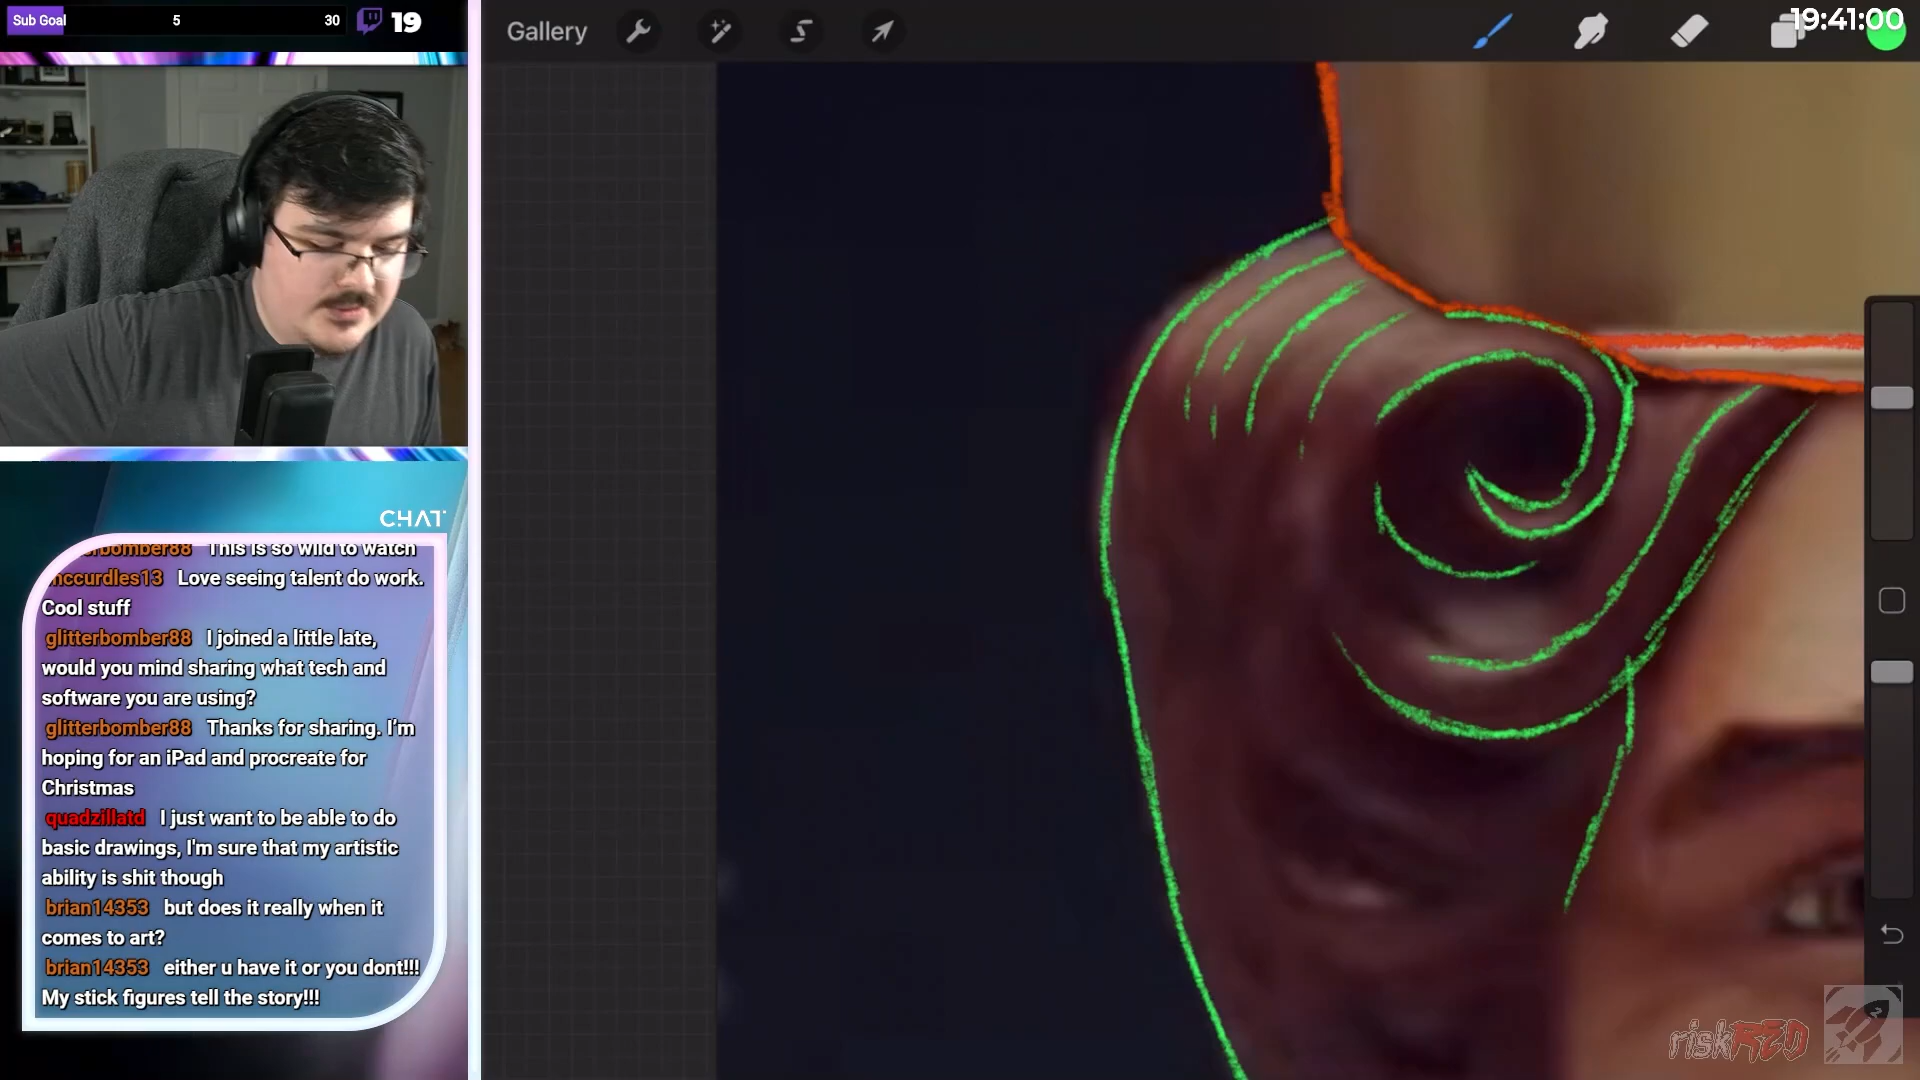 Sub Goal 5 30 19
Gallery
19:41:00
CHAT
This is so wild to watch
Love seeing talent do work.
Cool stuff
glitterbomber88 I joined a little late,
would you mind sharing what tech and
software you are using?
glitterbomber88 Thanks for sharing. I'm
hoping for an iPad and procreate for
Christmas
quadzillatd I just want to be able to do
basic drawings, I'm sure that my artistic
ability is shit though
brian14353 but does it really when it
comes to art?
brian14353 either u have it or you dont!!!
My stick figures tell the story!!!
riskRED